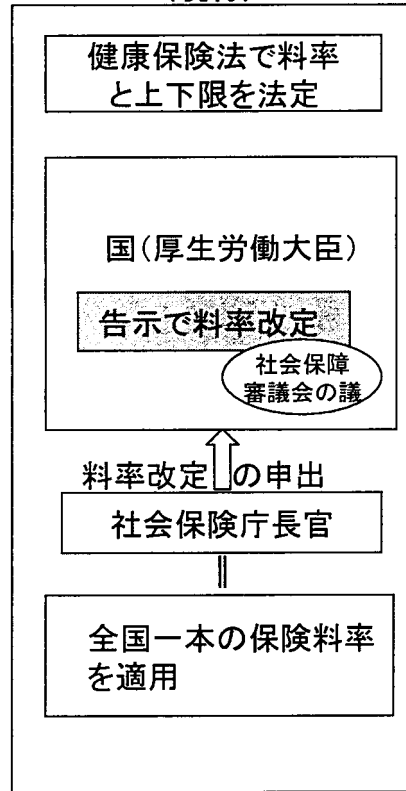 健康保険法で料率
と上下限を法定
国(厚生労働大臣)
告示で料率改定
社会保障
審議会の議
料率改定の申出
社会保険庁長官
全国一本の保険料率
を適用